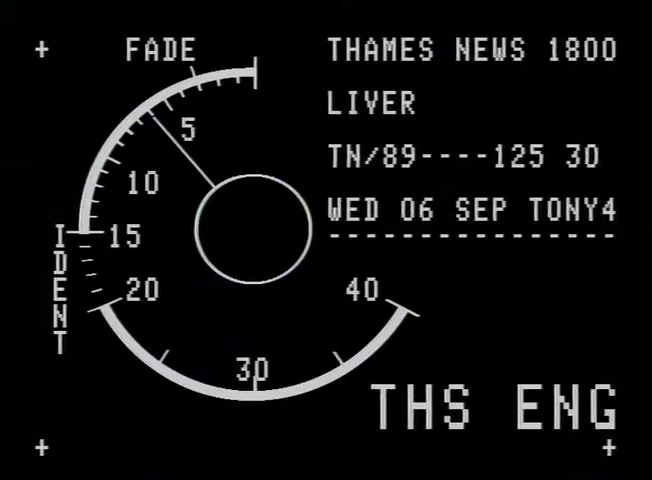 FADE
THAMES NEWS 1800
LIVER
TN/89----125 30
WED 06 SEP TONY4
----------------
5
10
15
IDENT
20
30
40
THS ENG